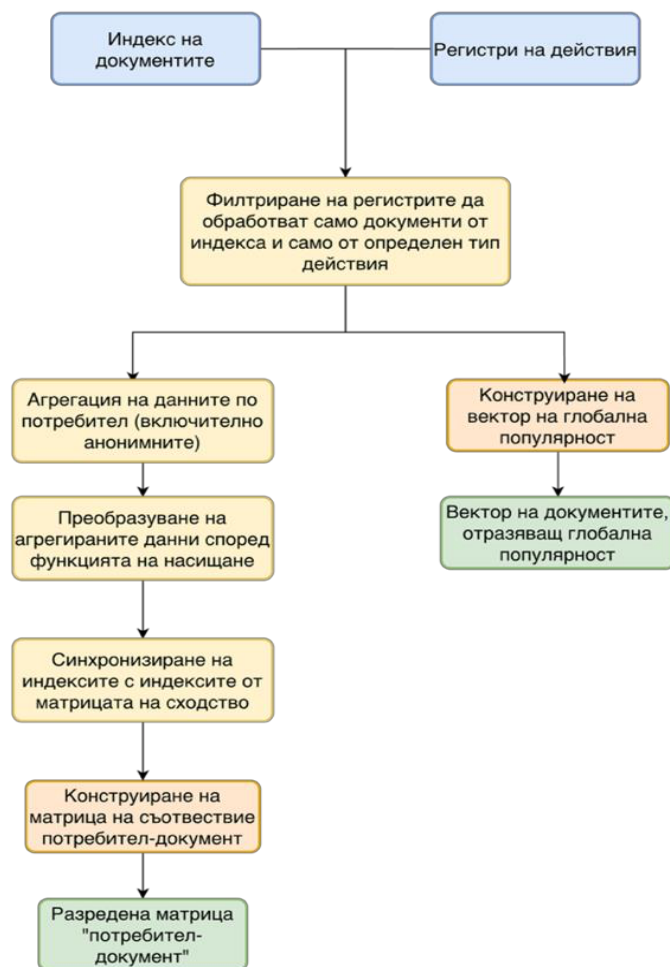 Индекс на
документите
Регистри на действия
Филтриране на регистрите да
обработват само документи от
индекса и само от определен тип
действия
Агрегация на данните по
потребител (включително
анонимните)
Конструиране на
вектор на глобална
популярност
Преобразуване на
агрегираните данни според
функцията на насищане
Вектор на документите,
отразяващ глобална
популярност
Синхронизиране на
индексите с индексите от
матрицата на сходство
Конструиране на
матрица на съотвествие
потребител-документ
Разредена матрица
"потребител-
документ"